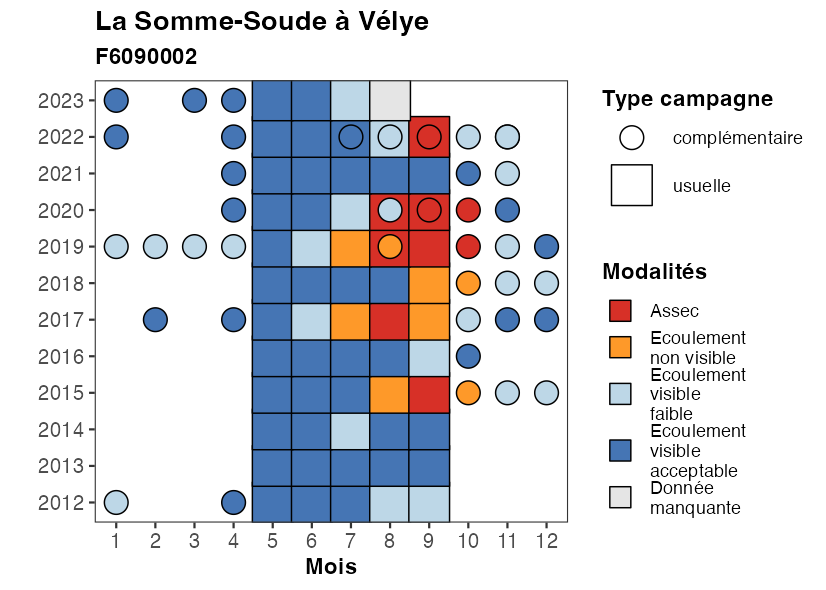 La Somme-Soude à Vélye
F6090002
2023
2022
2021
2020
2019
2018
2017
2016
2015
2014
2013
2012
1 2 3 4 5 6 7 8 9 10 11 12
Mois
Type campagne
complémentaire
usuelle
Modalités
Assec
Ecoulement
non visible
Ecoulement
visible
faible
Ecoulement
visible
acceptable
Donnée
manquante